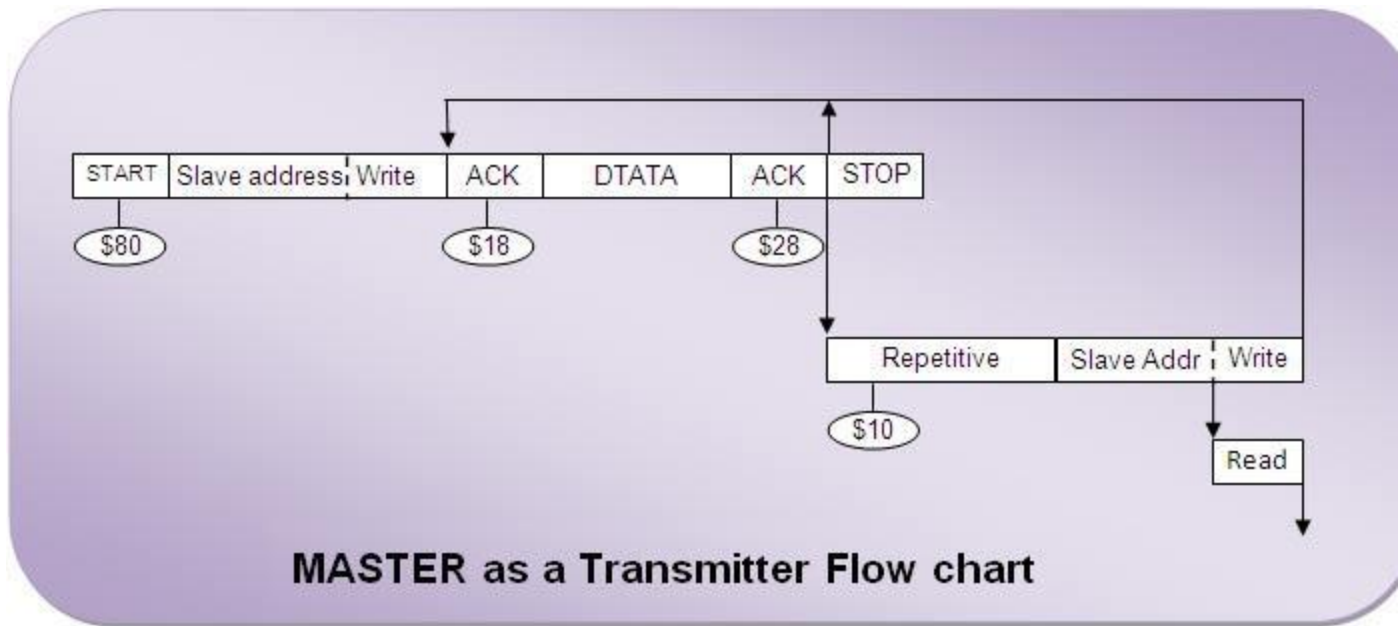 START Slave address Write ACK DTATA ACK STOP
$80 $18 $28
Repetitive Slave Addr Write
$10
Read
MASTER as a Transmitter Flow chart